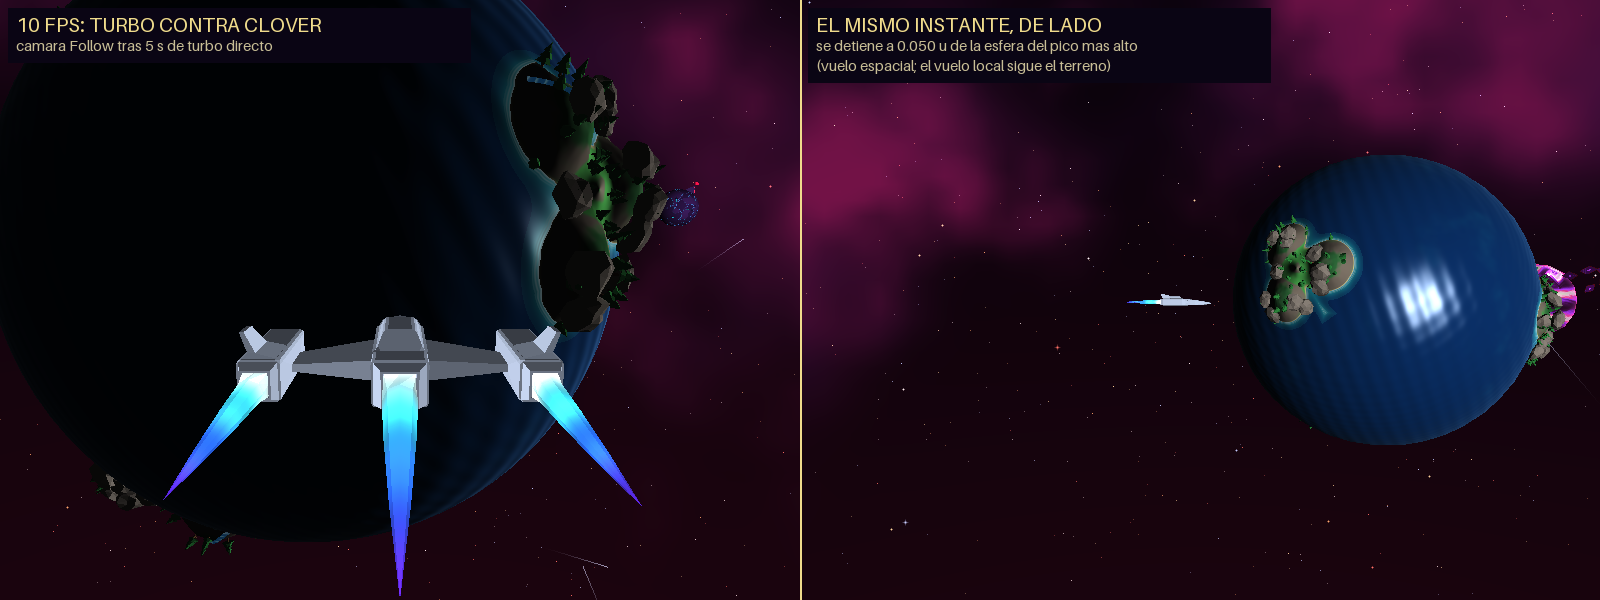 10 FPS: TURBO CONTRA CLOVER
camara Follow tras 5 s de turbo directo
EL MISMO INSTANTE, DE LADO
se detiene a 0.050 u de la esfera del pico mas alto
(vuelo espacial; el vuelo local sigue el terreno)